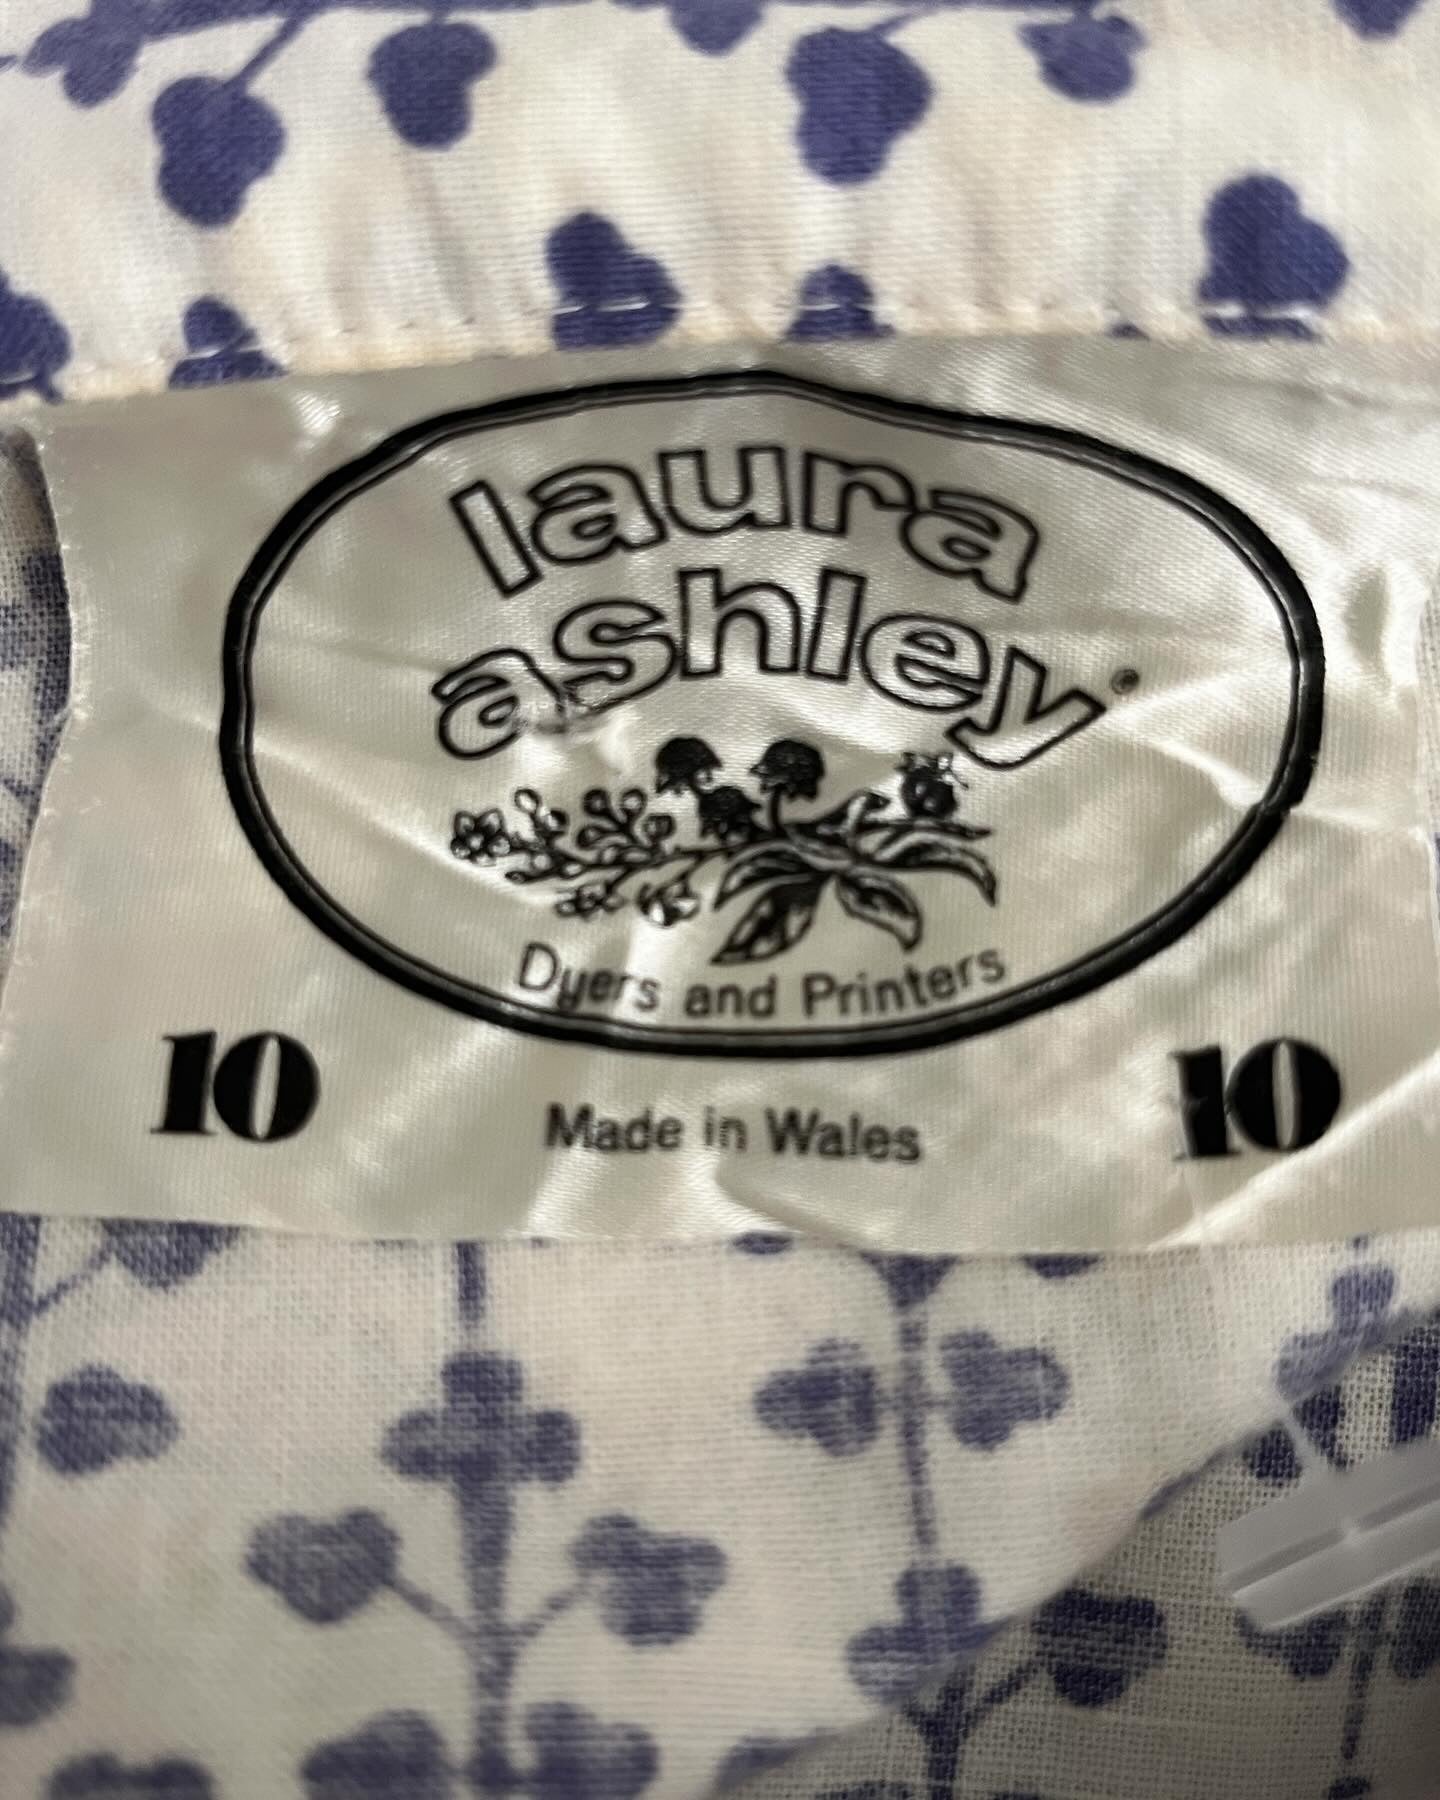 laura
ashley®
Dyers and Printers
10 10
Made in Wales